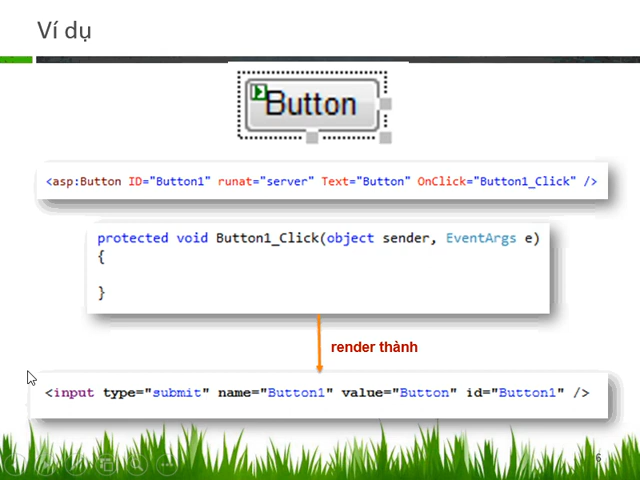 Ví dụ
Button
<asp:Button ID="Button1" runat="server" Text="Button" OnClick="Button1_Click" />
protected void Button1_Click(object sender, EventArgs e)
{
}
render thành
<input type="submit" name="Button1" value="Button" id="Button1" />
6